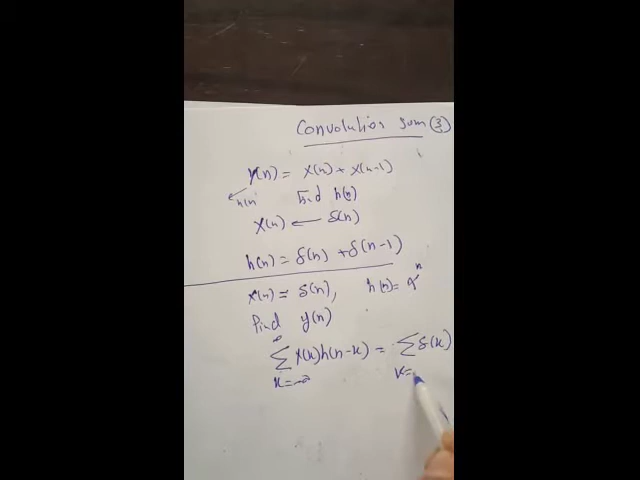 Convolution sum (3)
y(n) = x(n) + x(n-1)
h(n) Find h(n)
x(n) ← δ(n)
h(n) = δ(n) + δ(n-1)
x(n) = δ(n), h(n) = α^n
find y(n)
∞
∑ x(k)h(n-k) = ∑ δ(k)
k=-∞ k=